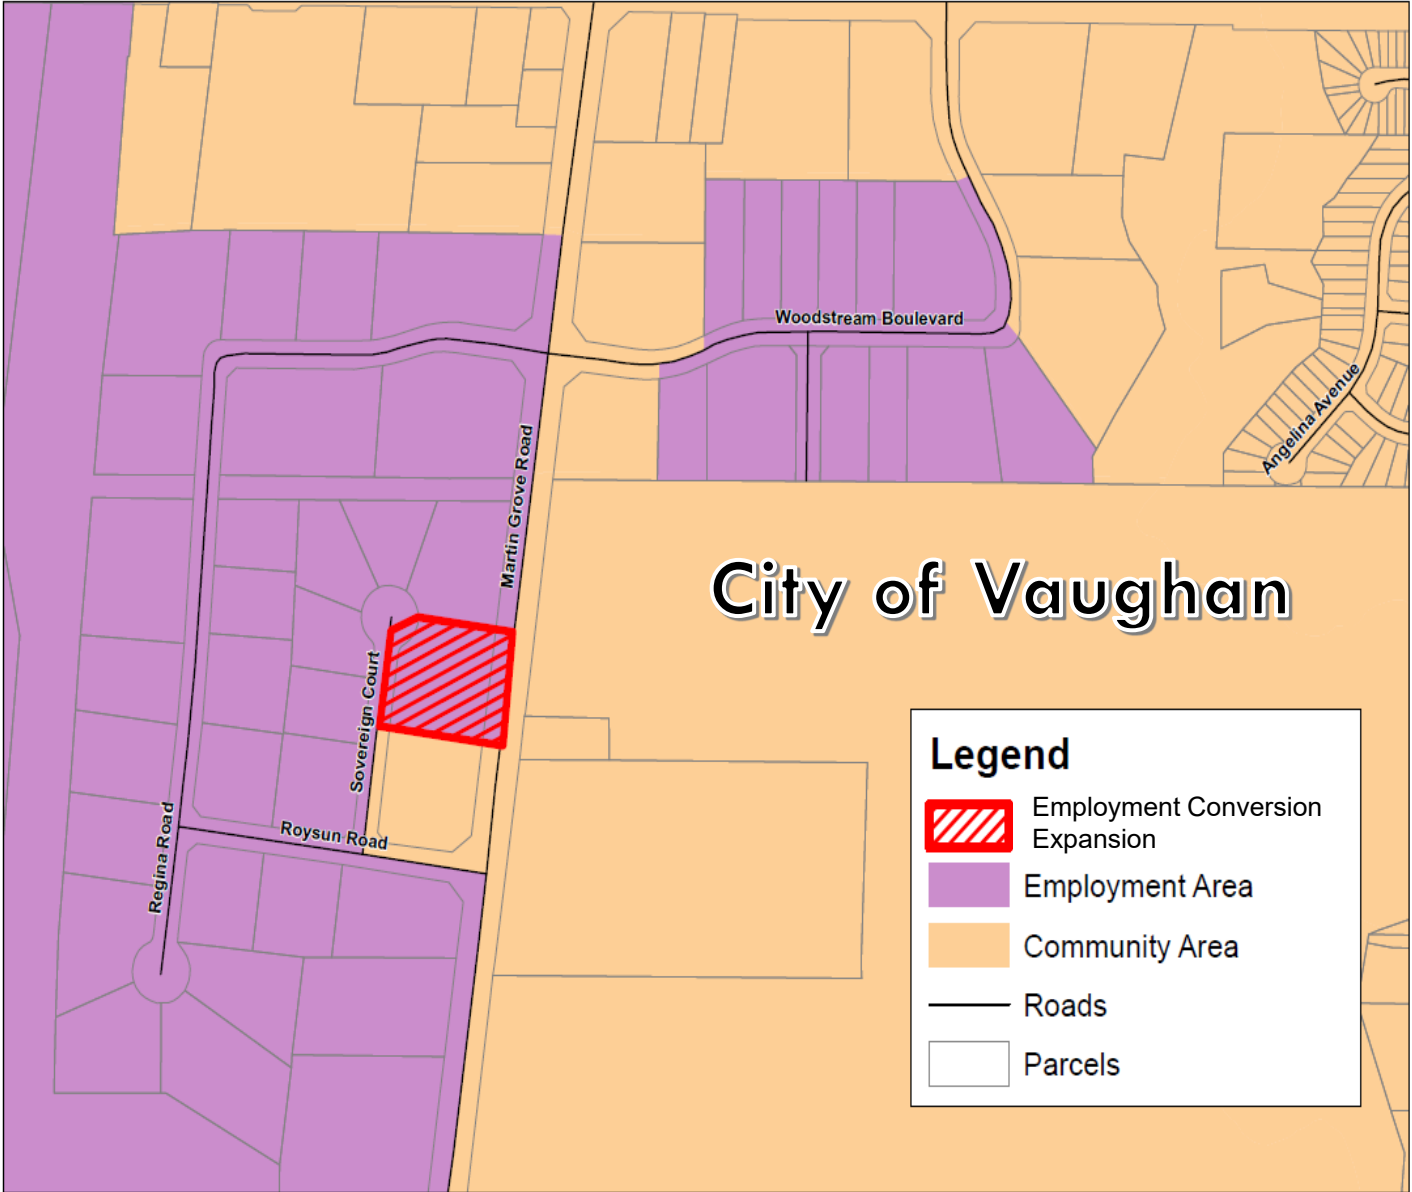 Woodstream Boulevard
Angelina Avenue
Martin Grove Road
City of Vaughan
Sovereign Court
Regina Road
Roysun Road
Legend
Employment Conversion
Expansion
Employment Area
Community Area
Roads
Parcels